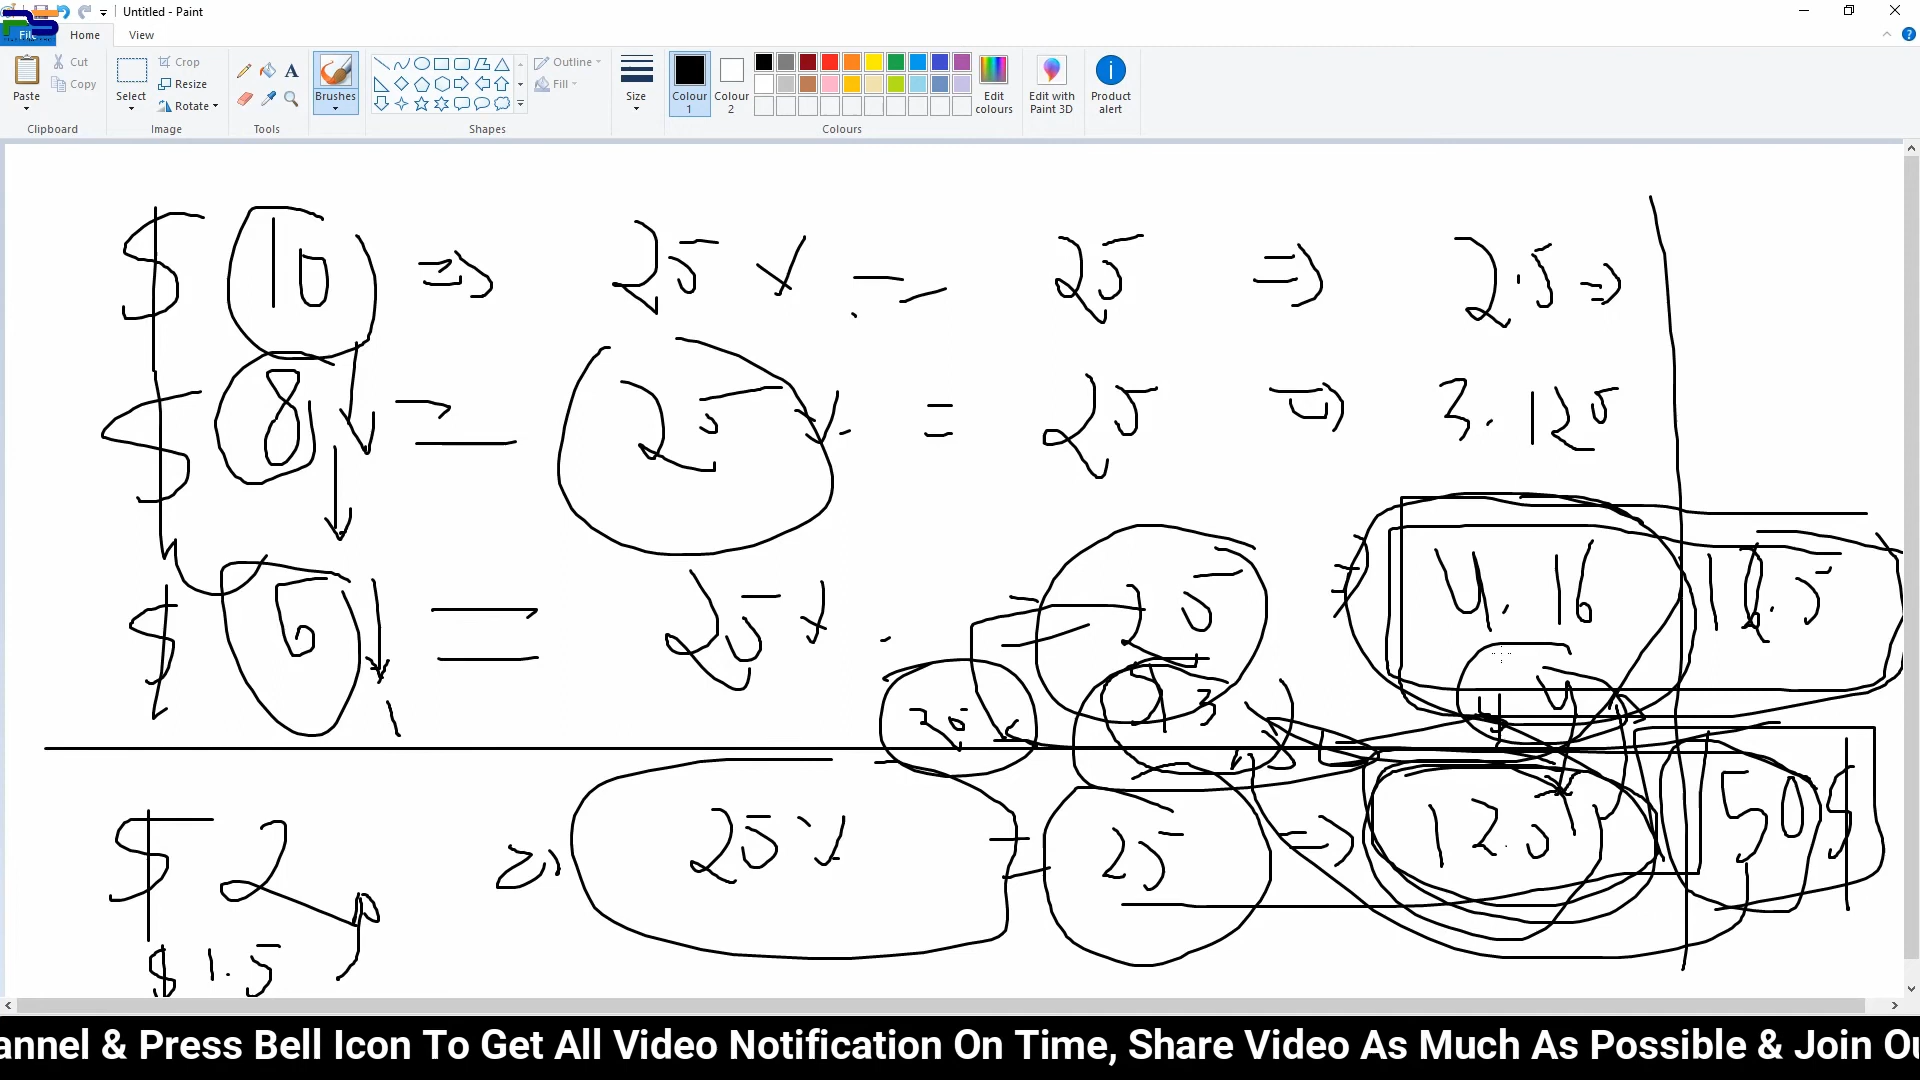 Untitled - Paint
File Home View
Paste
Cut
Copy
Clipboard
Select
Crop
Resize
Rotate
Image
Tools
Brushes
Outline
Fill
Shapes
Size
Colour 1
Colour 2
Edit colours
Colours
Edit with Paint 3D
Product alert
$ 10 => 25% = 25 => 2.5 =>
$ 8 = 25% = 25 => 3.125
$ 6 = 25% = 25 = 4.16 12.5
25
$ 2 => 25% = 25 => 12.5 50$
$ 1.5
annel & Press Bell Icon To Get All Video Notification On Time, Share Video As Much As Possible & Join Ou